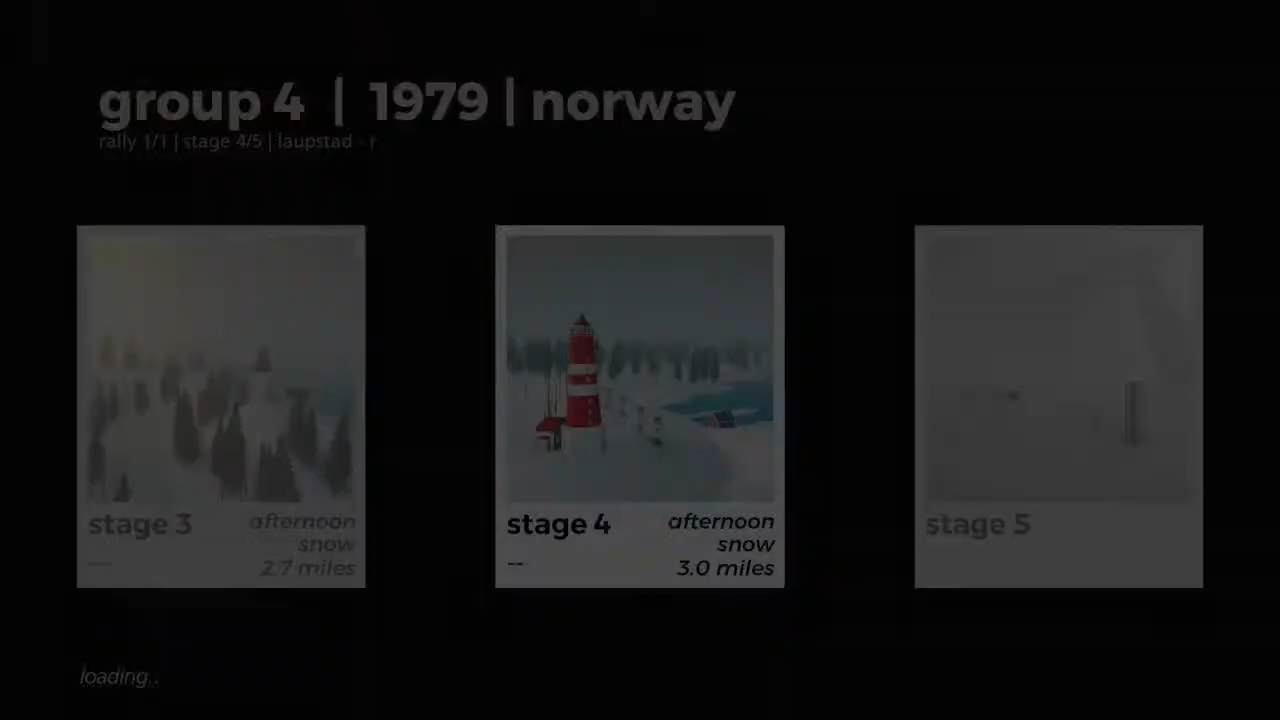 group 4 | 1979 | norway
rally 1/1 | stage 4/5 | laupstad - r
stage 3
afternoon
snow
2.7 miles
--
stage 4
afternoon
snow
3.0 miles
--
stage 5
loading..